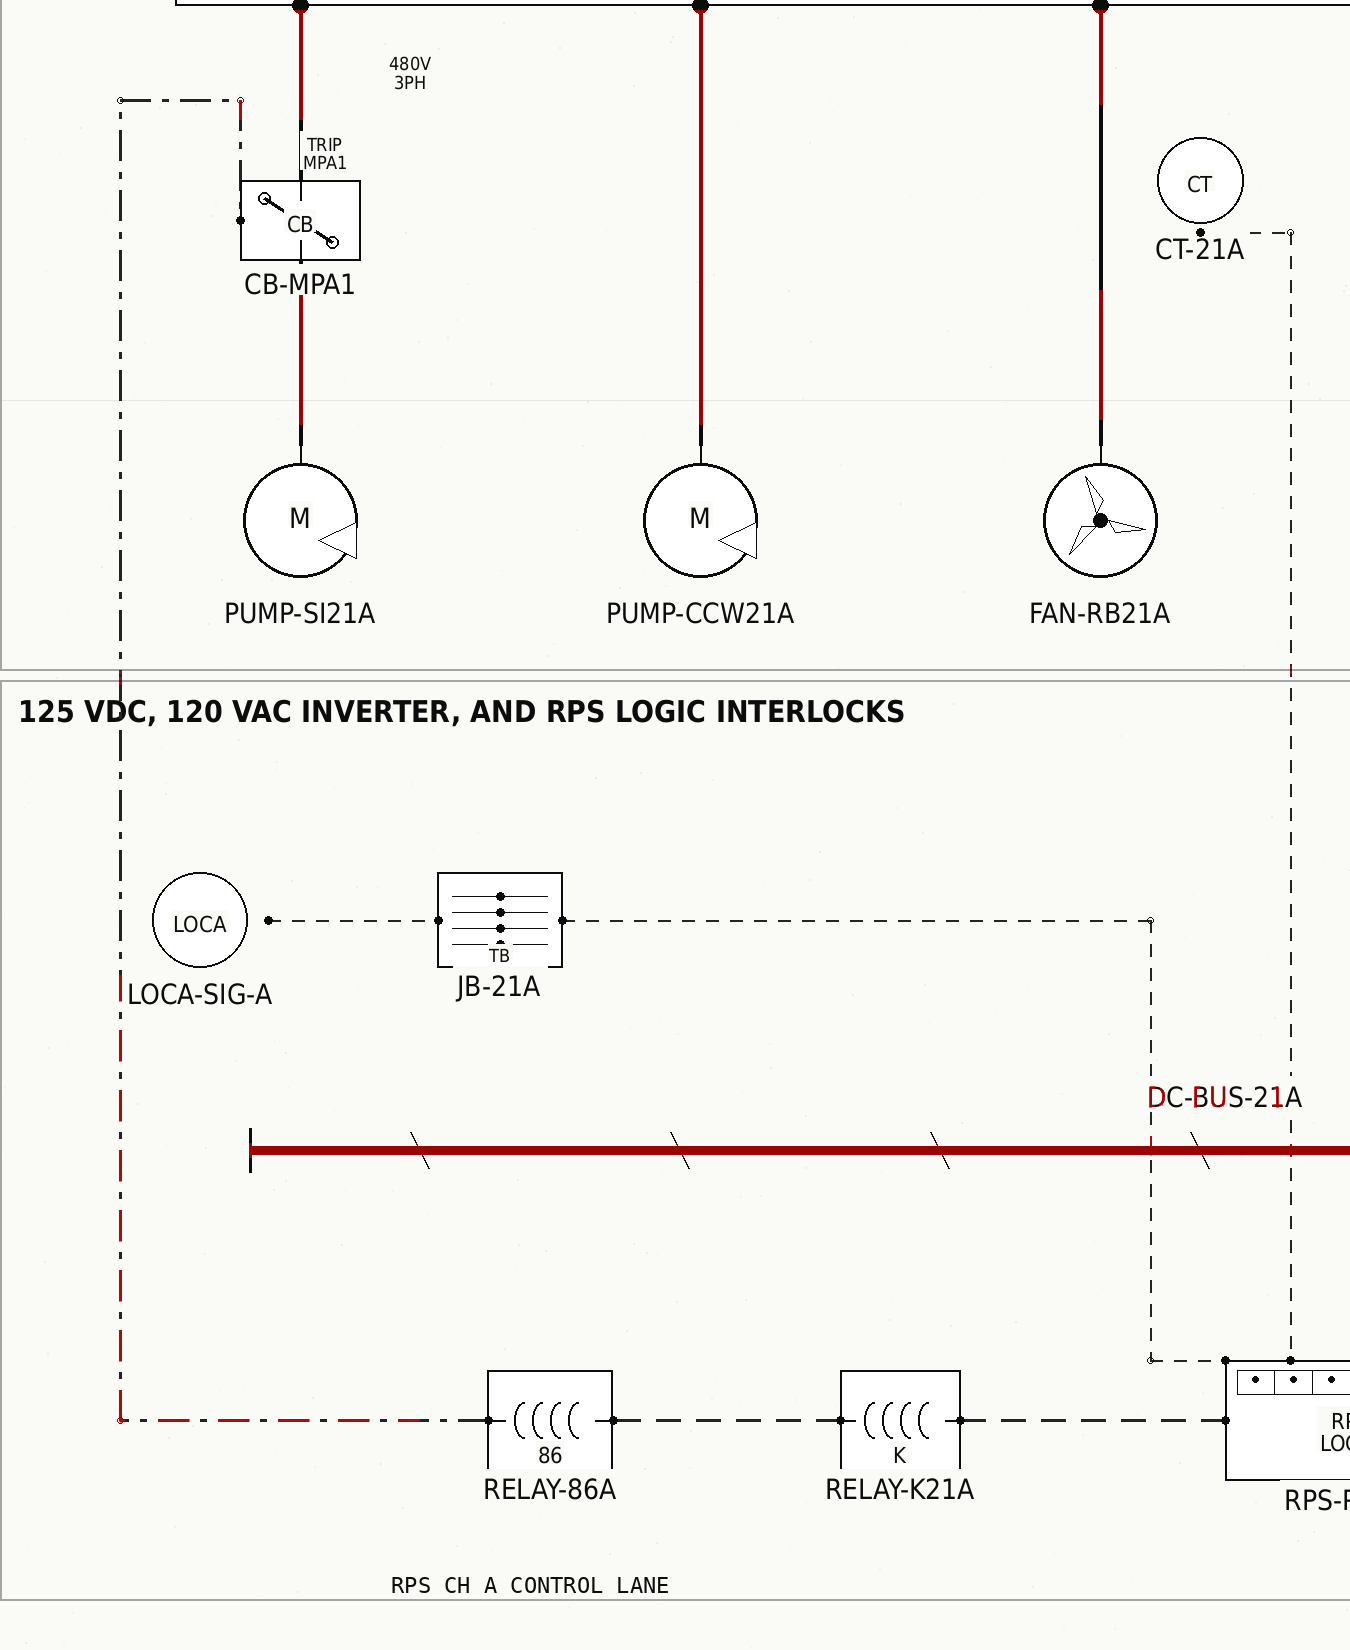 480V
3PH
TRIP
MPA1
CB
CB-MPA1
CT
CT-21A
M
M
PUMP-SI21A
PUMP-CCW21A
FAN-RB21A
125 VDC, 120 VAC INVERTER, AND RPS LOGIC INTERLOCKS
LOCA
LOCA-SIG-A
TB
JB-21A
DC-BUS-21A
86
RELAY-86A
K
RELAY-K21A
RPS CH A CONTROL LANE